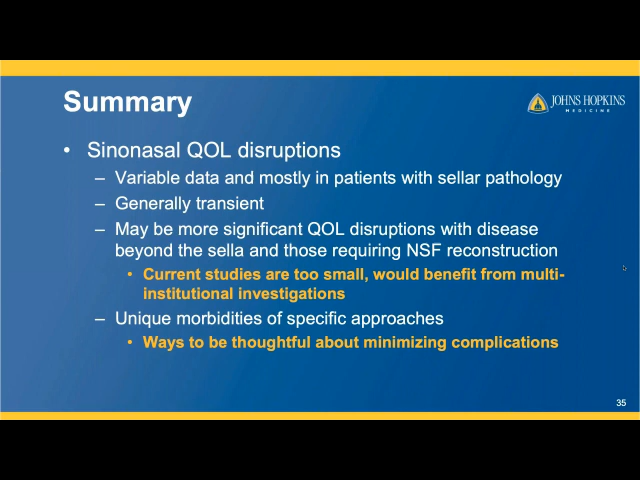 Summary
JOHNS HOPKINS
MEDICINE
• Sinonasal QOL disruptions
– Variable data and mostly in patients with sellar pathology
– Generally transient
– May be more significant QOL disruptions with disease
beyond the sella and those requiring NSF reconstruction
• Current studies are too small, would benefit from multi-
institutional investigations
– Unique morbidities of specific approaches
• Ways to be thoughtful about minimizing complications
35